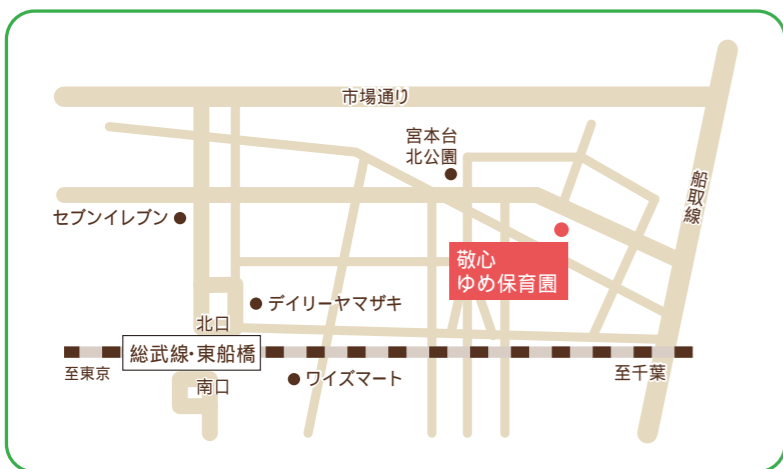 市場通り
宮本台
北公園
船取線
セブンイレブン
敬心
ゆめ保育園
デイリーヤマザキ
北口
総武線・東船橋
至東京
至千葉
ワイズマート
南口